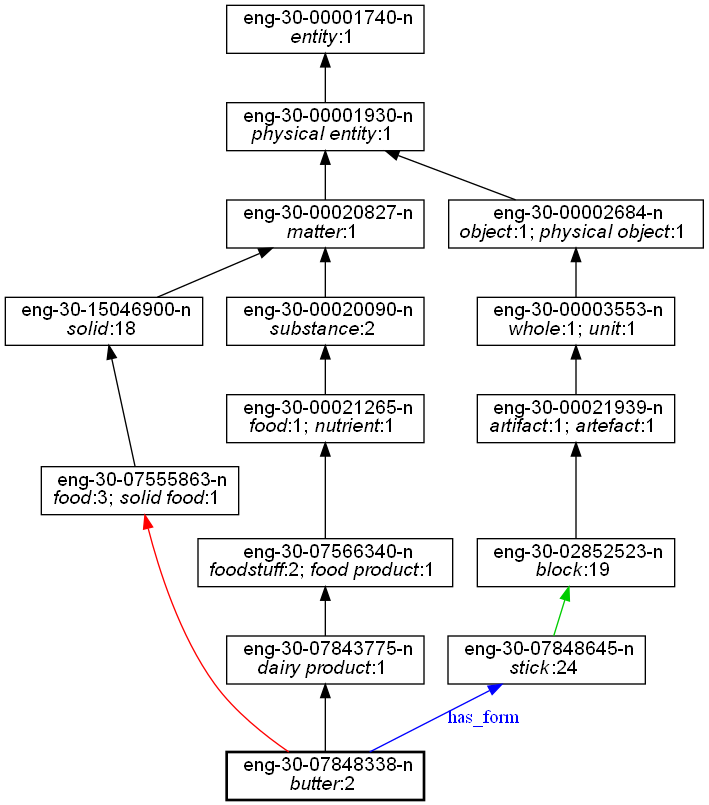 eng-30-00001740-n
entity:1
eng-30-00001930-n
physical entity:1
eng-30-00020827-n
matter:1
eng-30-00002684-n
object:1; physical object:1
eng-30-15046900-n
solid:18
eng-30-00020090-n
substance:2
eng-30-00003553-n
whole:1; unit:1
eng-30-00021265-n
food:1; nutrient:1
eng-30-00021939-n
artifact:1; artefact:1
eng-30-07555863-n
food:3; solid food:1
eng-30-07566340-n
foodstuff:2; food product:1
eng-30-02852523-n
block:19
eng-30-07843775-n
dairy product:1
eng-30-07848645-n
stick:24
has_form
eng-30-07848338-n
butter:2